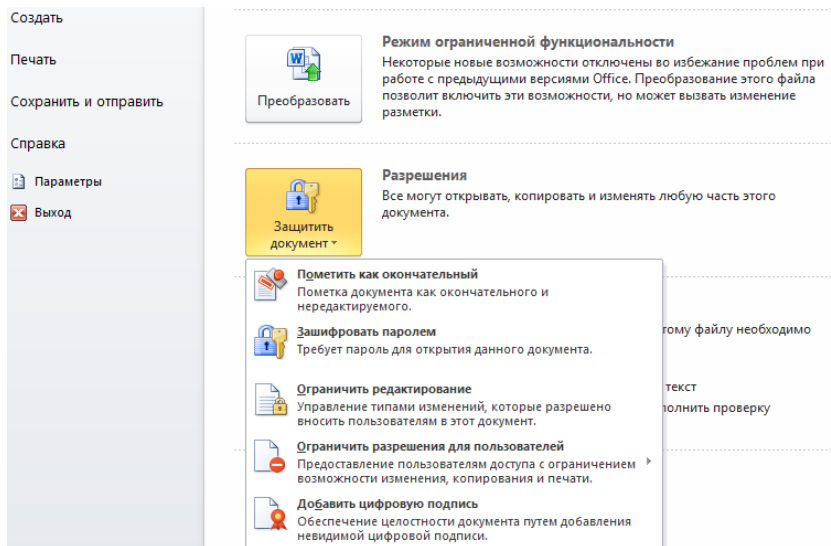 Создать
Печать
Сохранить и отправить
Справка
Параметры
Выход
Преобразовать
Режим ограниченной функциональности
Некоторые новые возможности отключены во избежание проблем при
работе с предыдущими версиями Office. Преобразование этого файла
позволит включить эти возможности, но может вызвать изменение
разметки.
Защитить
документ
Разрешения
Все могут открывать, копировать и изменять любую часть этого
документа.
Пометить как окончательный
Пометка документа как окончательного и
нередактируемого.
Зашифровать паролем
Требует пароль для открытия данного документа.
Ограничить редактирование
Управление типами изменений, которые разрешено
вносить пользователям в этот документ.
Ограничить разрешения для пользователей
Предоставление пользователям доступа с ограничением
возможности изменения, копирования и печати.
Добавить цифровую подпись
Обеспечение целостности документа путем добавления
невидимой цифровой подписи.
файлу необходимо
текст
проверку